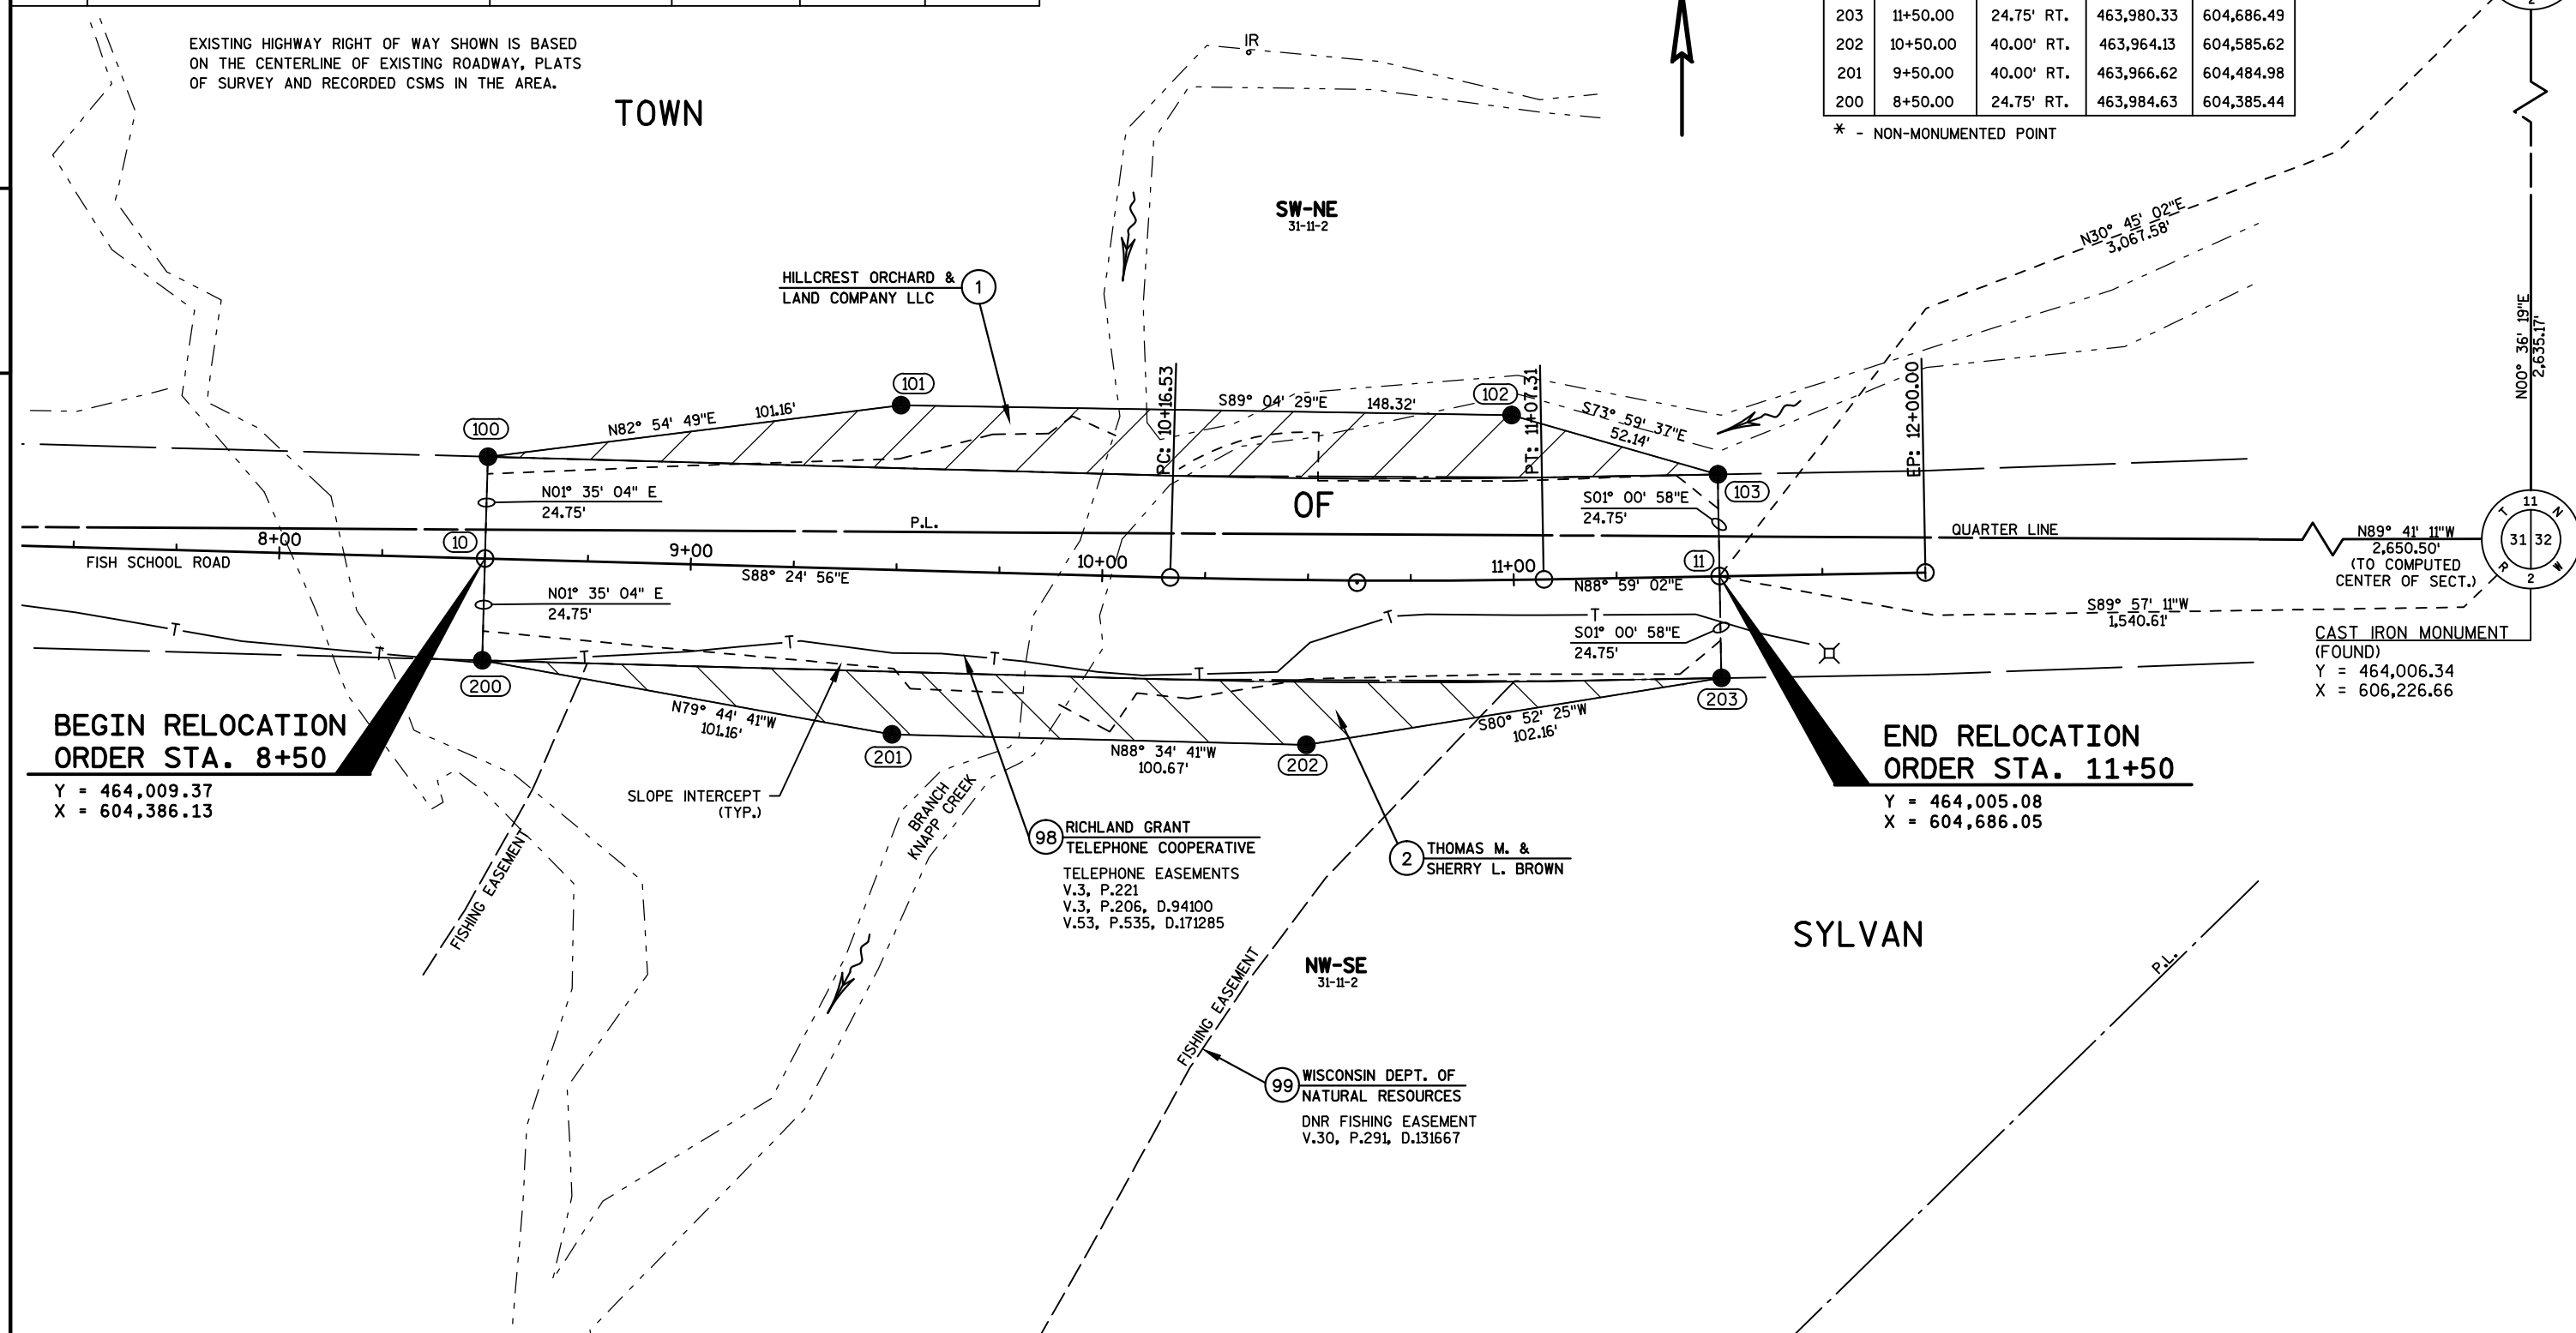 EXISTING HIGHWAY RIGHT OF WAY SHOWN IS BASED
ON THE CENTERLINE OF EXISTING ROADWAY, PLATS
OF SURVEY AND RECORDED CSMS IN THE AREA.
TOWN
IR
203 11+50.00 24.75' RT. 463,980.33 604,686.49
202 10+50.00 40.00' RT. 463,964.13 604,585.62
201 9+50.00 40.00' RT. 463,966.62 604,484.98
200 8+50.00 24.75' RT. 463,984.63 604,385.44
* - NON-MONUMENTED POINT
2
SW-NE
31-11-2
N30° 45' 02"E
3,067.58'
N00° 36' 19"E
2,635.17'
HILLCREST ORCHARD &
LAND COMPANY LLC
1
100
N82° 54' 49"E 101.16'
101
PC: 10+16.53
S89° 04' 29"E 148.32'
102
PT: 11+07.31
S73° 59' 37"E
52.14'
103
EP: 12+00.00
N01° 35' 04" E
24.75'
OF
S01° 00' 58"E
24.75'
P.L.
QUARTER LINE
N89° 41' 11"W
2,650.50'
(TO COMPUTED
CENTER OF SECT.)
T 11 N
31 32
R 2 W
8+00
10
9+00
10+00
11+00
11
FISH SCHOOL ROAD
S88° 24' 56"E
N88° 59' 02"E
N01° 35' 04" E
24.75'
T T T T T T T T
S01° 00' 58"E
24.75'
S89° 57' 11"W
1,540.61'
CAST IRON MONUMENT
(FOUND)
Y = 464,006.34
X = 606,226.66
200
N79° 44' 41"W
101.16'
201
N88° 34' 41"W
100.67'
202
S80° 52' 25"W
102.16'
203
BEGIN RELOCATION
ORDER STA. 8+50
Y = 464,009.37
X = 604,386.13
END RELOCATION
ORDER STA. 11+50
Y = 464,005.08
X = 604,686.05
SLOPE INTERCEPT
(TYP.)
BRANCH
KNAPP CREEK
FISHING EASEMENT
98
RICHLAND GRANT
TELEPHONE COOPERATIVE
TELEPHONE EASEMENTS
V.3, P.221
V.3, P.206, D.94100
V.53, P.535, D.171285
2
THOMAS M. &
SHERRY L. BROWN
SYLVAN
P.L.
NW-SE
31-11-2
FISHING EASEMENT
99
WISCONSIN DEPT. OF
NATURAL RESOURCES
DNR FISHING EASEMENT
V.30, P.291, D.131667